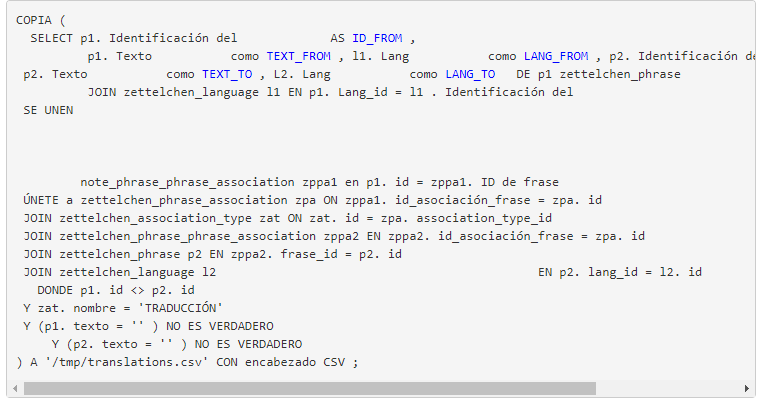 COPIA (
SELECT p1. Identificación del AS ID_FROM ,
p1. Texto como TEXT_FROM , l1. Lang como LANG_FROM , p2. Identificación
p2. Texto como TEXT_TO , L2. Lang como LANG_TO DE p1 zettelchen_phrase
JOIN zettelchen_language l1 EN p1. Lang_id = l1 . Identificación del
SE UNEN
note_phrase_phrase_association zppa1 en p1. id = zppa1. ID de frase
ÚNETE a zettelchen_phrase_association zpa ON zppa1. id_asociación_frase = zpa. id
JOIN zettelchen_association_type zat ON zat. id = zpa. association_type_id
JOIN zettelchen_phrase_phrase_association zppa2 EN zppa2. id_asociación_frase = zpa. id
JOIN zettelchen_phrase p2 EN zppa2. frase_id = p2. id
JOIN zettelchen_language l2 EN p2. lang_id = l2. id
DONDE p1. id <> p2. id
Y zat. nombre = 'TRADUCCIÓN'
Y (p1. texto = '' ) NO ES VERDADERO
Y (p2. texto = '' ) NO ES VERDADERO
) A '/tmp/translations.csv' CON encabezado CSV ;